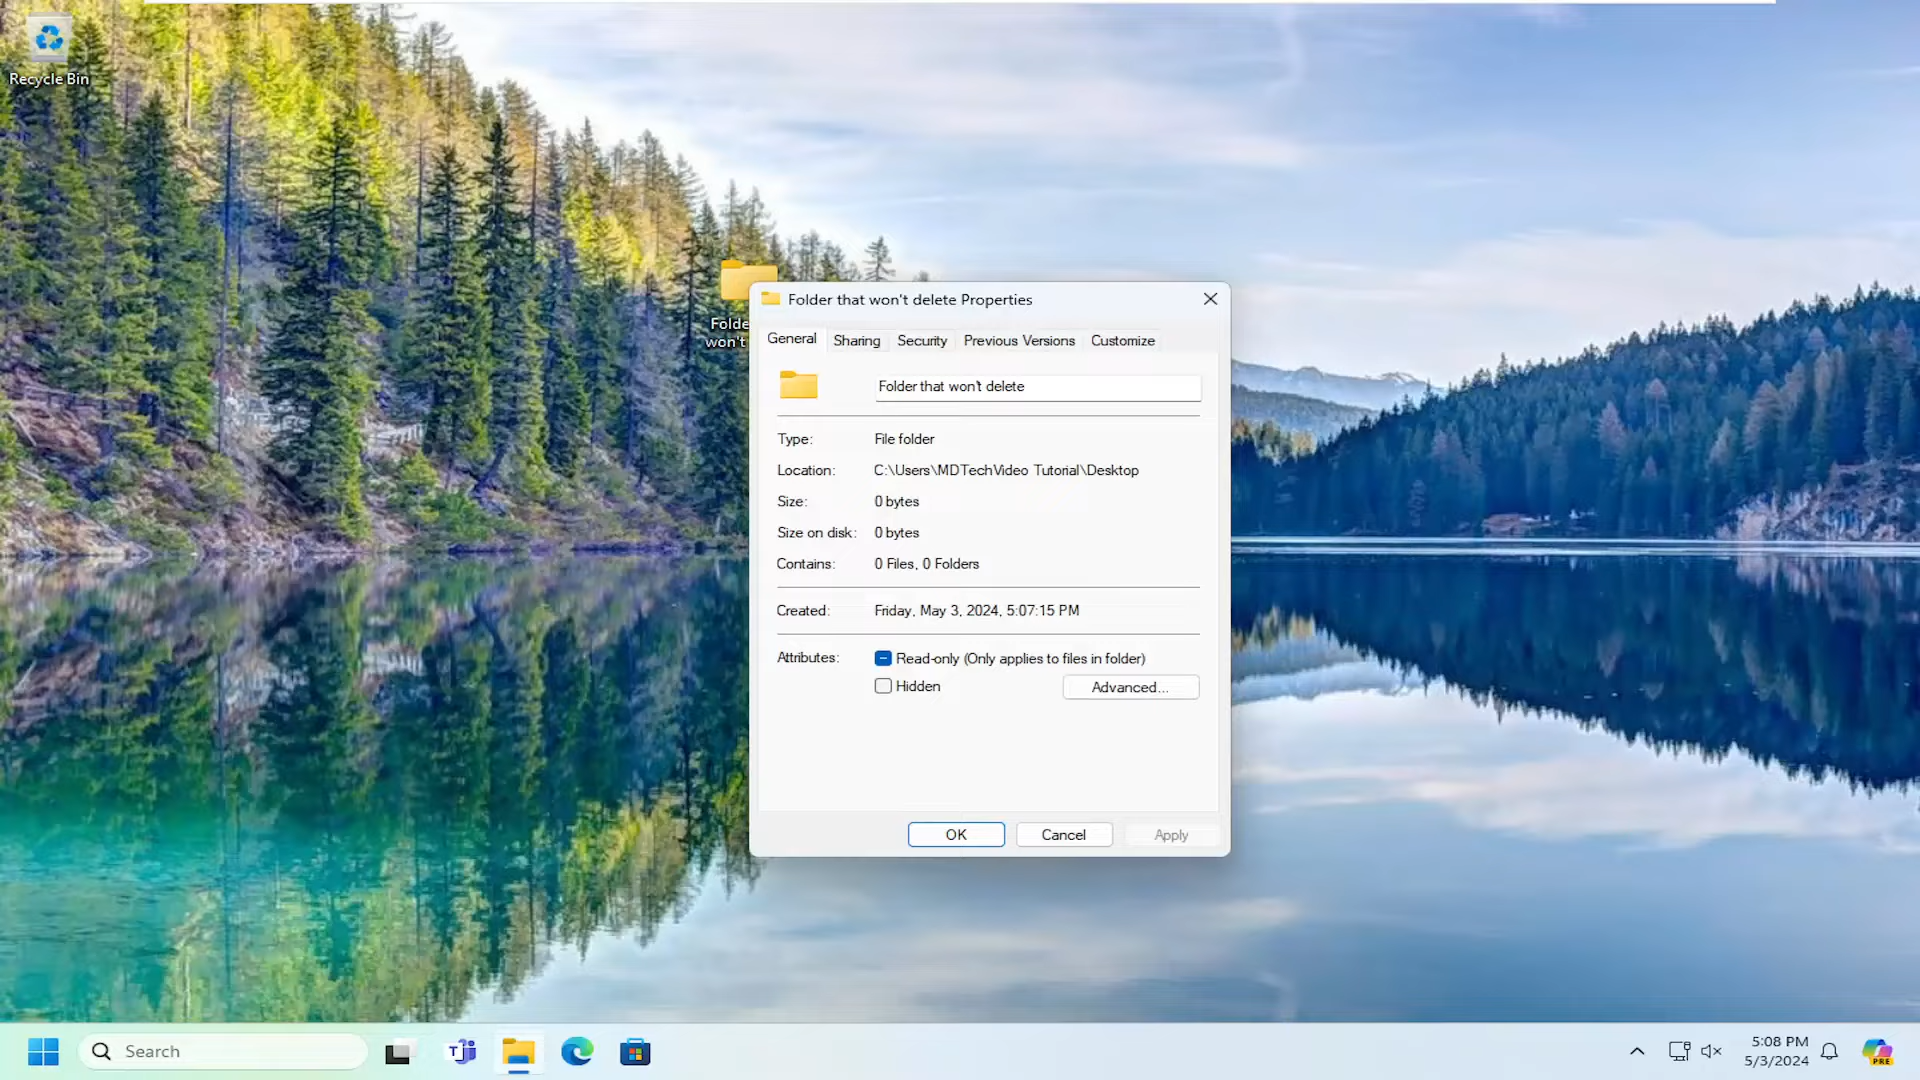 Recycle Bin
Folde
won't
Folder that won't delete Properties
General
Sharing
Security
Previous Versions
Customize
Folder that won't delete
Type:
File folder
Location:
C:\Users\MDTechVideo Tutorial\Desktop
Size:
0 bytes
Size on disk:
0 bytes
Contains:
0 Files, 0 Folders
Created:
Friday, May 3, 2024, 5:07:15 PM
Attributes:
Read-only (Only applies to files in folder)
Hidden
Advanced...
OK
Cancel
Apply
Search
5:08 PM
5/3/2024
PRE